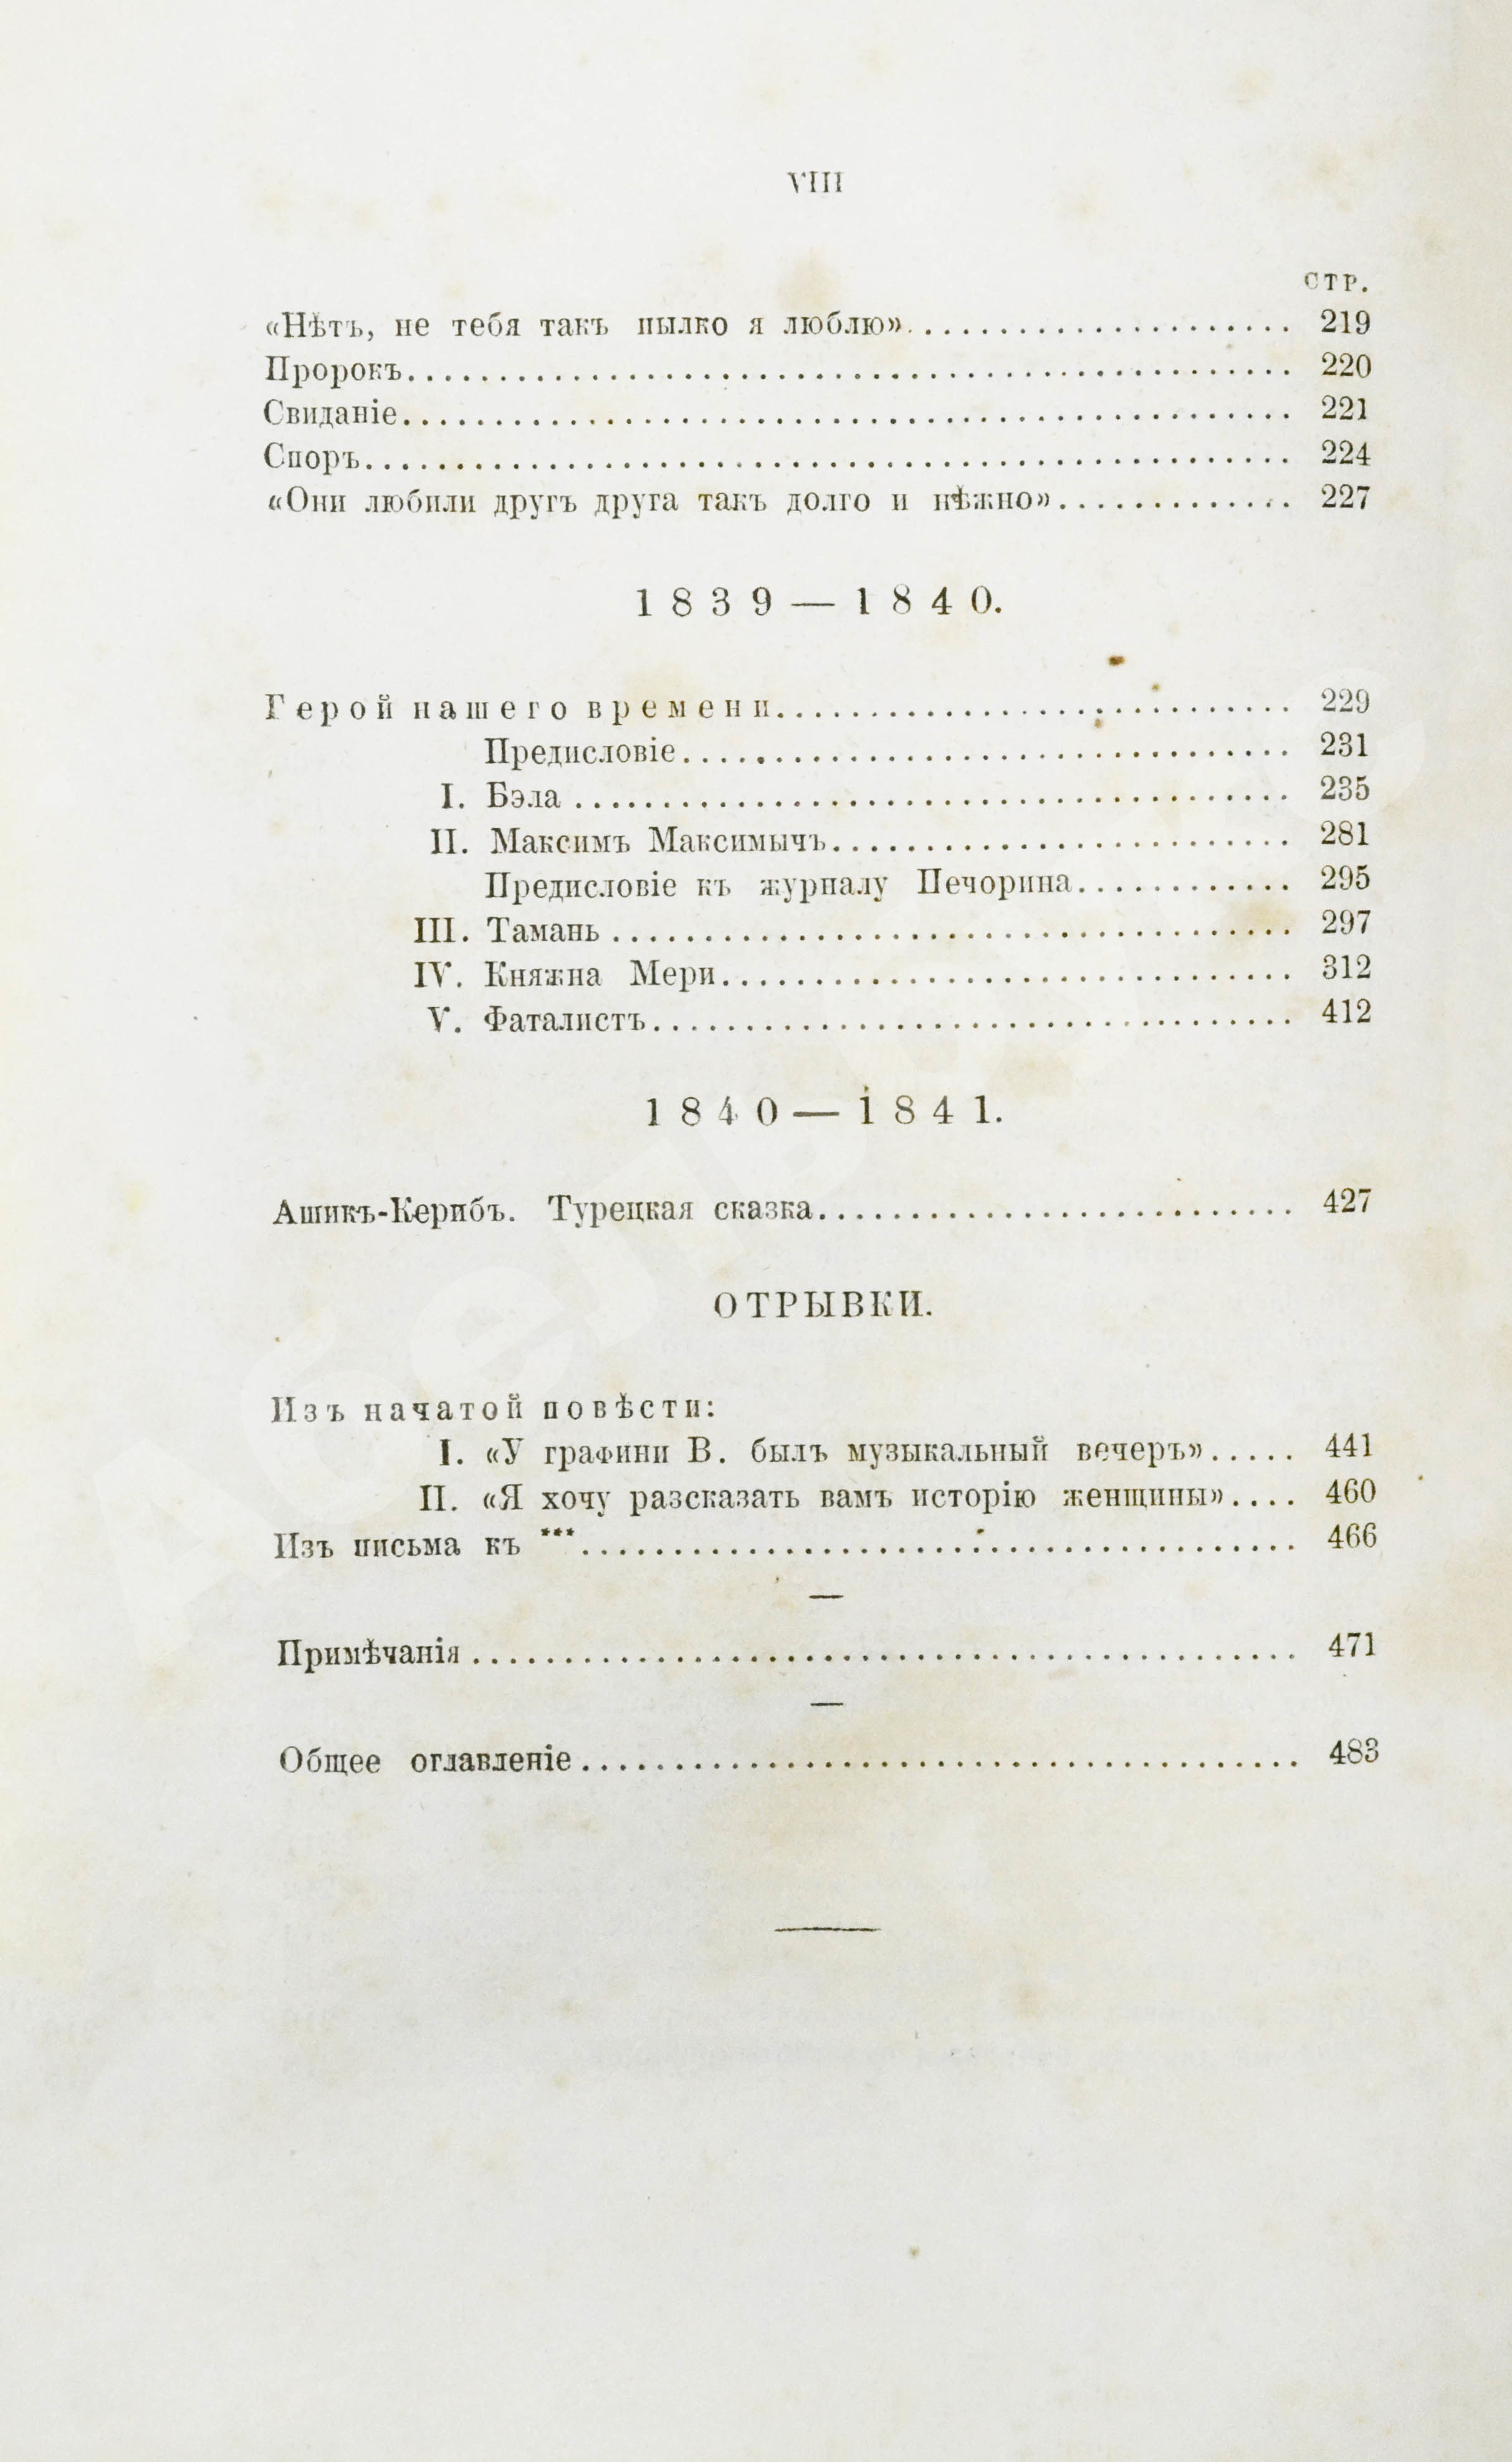 VIII
СТР.
«Нѣтъ, не тебя такъ пылко я люблю»..................... 219
Пророкъ................................................ 220
Свиданіе................................................ 221
Споръ.................................................. 224
«Они любили другъ друга такъ долго и нѣжно»............. 227
1839—1840.
Герой нашего времени............................. 229
Предисловіе................................. 231
I. Бэла ....................................... 235
II. Максимъ Максимычъ......................... 281
Предисловіе къ журналу Печорина............ 295
III. Тамань .................................... 297
IV. Княжна Мери............................... 312
V. Фаталистъ................................... 412
1840—1841.
Ашикъ-Керибъ. Турецкая сказка.......................... 427
ОТРЫВКИ.
Изъ начатой повѣсти:
I. «У графини В. былъ музыкальный вечеръ»..... 441
II. «Я хочу разсказать вамъ исторію женщины».... 460
Изъ письма къ ***....................................... 466
Примѣчанія ............................................. 471
Общее оглавленіе....................................... 483